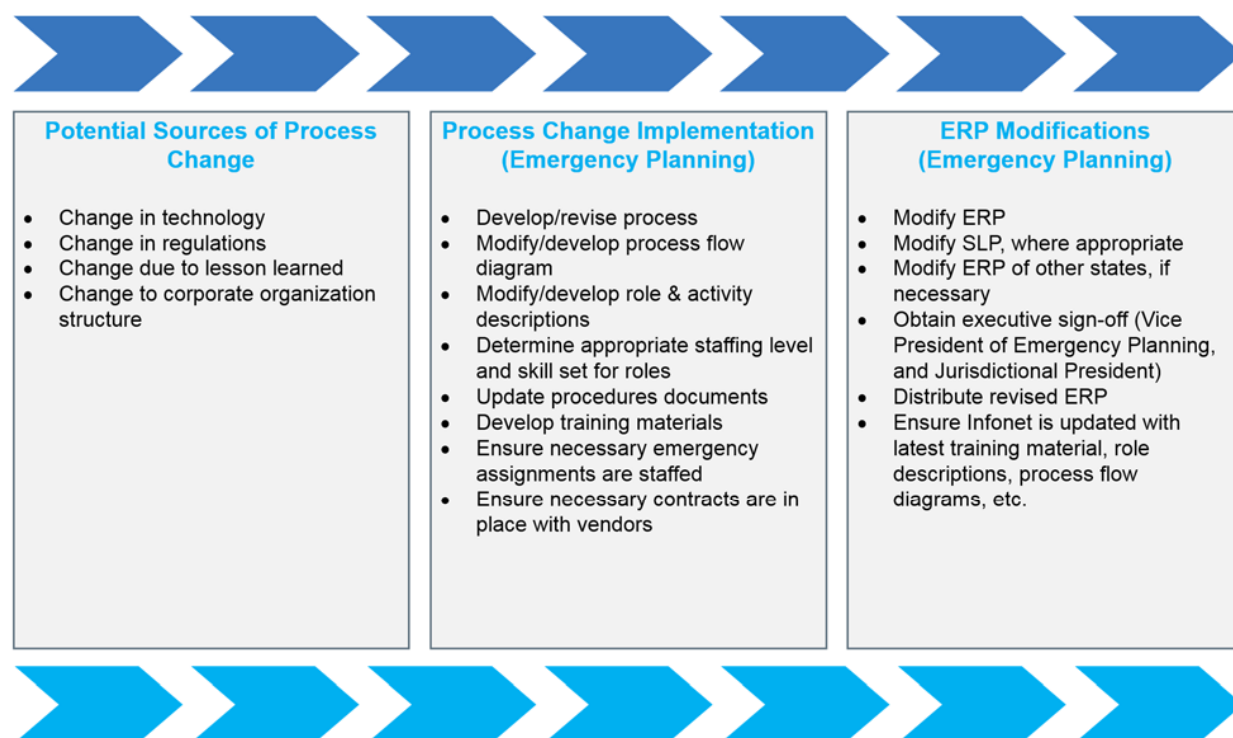 Potential Sources of Process
Change
• Change in technology
• Change in regulations
• Change due to lesson learned
• Change to corporate organization
structure
Process Change Implementation
(Emergency Planning)
• Develop/revise process
• Modify/develop process flow
diagram
• Modify/develop role & activity
descriptions
• Determine appropriate staffing level
and skill set for roles
• Update procedures documents
• Develop training materials
• Ensure necessary emergency
assignments are staffed
• Ensure necessary contracts are in
place with vendors
ERP Modifications
(Emergency Planning)
• Modify ERP
• Modify SLP, where appropriate
• Modify ERP of other states, if
necessary
• Obtain executive sign-off (Vice
President of Emergency Planning,
and Jurisdictional President)
• Distribute revised ERP
• Ensure Infonet is updated with
latest training material, role
descriptions, process flow
diagrams, etc.